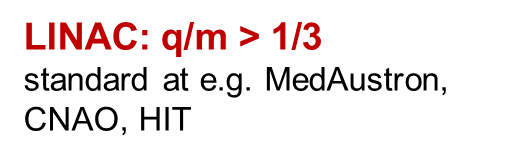 LINAC: q/m > 1/3
standard at e.g. MedAustron,
CNAO, HIT